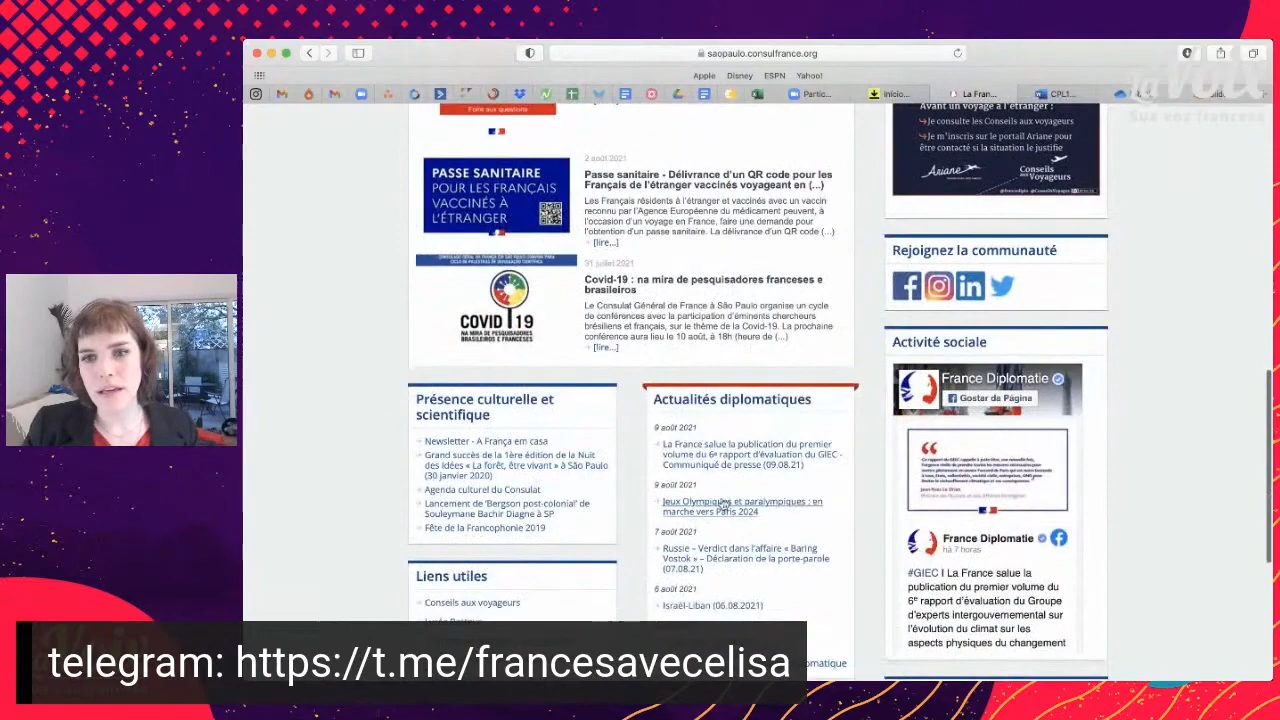 saopaulo.consulfrance.org
Apple Disney ESPN Yahoo!
Partic... Início... La Fran... CPL1...
Foire aux questions
2 août 2021
PASSE SANITAIRE
POUR LES FRANÇAIS
VACCINÉS À
L'ÉTRANGER
Passe sanitaire - Délivrance d'un QR code pour les
Français de l'étranger vaccinés voyageant en (...)
Les Français résidents à l'étranger et vaccinés avec un vaccin
reconnu par l'Agence Européenne du médicament peuvent, à
l'occasion d'un voyage en France, faire une demande pour
l'obtention d'un passe sanitaire. La délivrance d'un QR code (...)
[lire...]
31 juillet 2021
COVID 19
NA MIRA DE PESQUISADORES
BRASILEIROS E FRANCESES
Covid-19 : na mira de pesquisadores franceses e
brasileiros
Le Consulat Général de France à São Paulo organise un cycle
de conférences avec la participation d'éminents chercheurs
brésiliens et français, sur le thème de la Covid-19. La prochaine
conférence aura lieu le 10 août, à 18h (heure de (...)
[lire...]
Présence culturelle et
scientifique
Newsletter - A França em casa
Grand succès de la 1ère édition de la Nuit
des Idées « La forêt, être vivant » à São Paulo
(30 janvier 2020)
Agenda culturel du Consulat
Lancement de 'Bergson post-colonial' de
Souleymane Bachir Diagne à SP
Fête de la Francophonie 2019
Liens utiles
Conseils aux voyageurs
Actualités diplomatiques
9 août 2021
La France salue la publication du premier
volume du 6e rapport d'évaluation du GIEC -
Communiqué de presse (09.08.21)
9 août 2021
Jeux Olympiques et paralympiques : en
marche vers Paris 2024
7 août 2021
Russie – Verdict dans l'affaire « Baring
Vostok » – Déclaration de la porte-parole
(07.08.21)
6 août 2021
Israël-Liban (06.08.2021)
omatique
Avant un voyage à l'étranger :
Je consulte les Conseils aux voyageurs
Je m'inscris sur le portail Ariane pour
être contacté si la situation le justifie
Ariane
Conseils
aux Voyageurs
Rejoignez la communauté
Activité sociale
France Diplomatie
Gostar da Página
France Diplomatie
há 7 horas
#GIEC I La France salue la
publication du premier volume du
6e rapport d'évaluation du Groupe
d'experts intergouvernemental sur
l'évolution du climat sur les
aspects physiques du changement
telegram: https://t.me/francesavecelisa